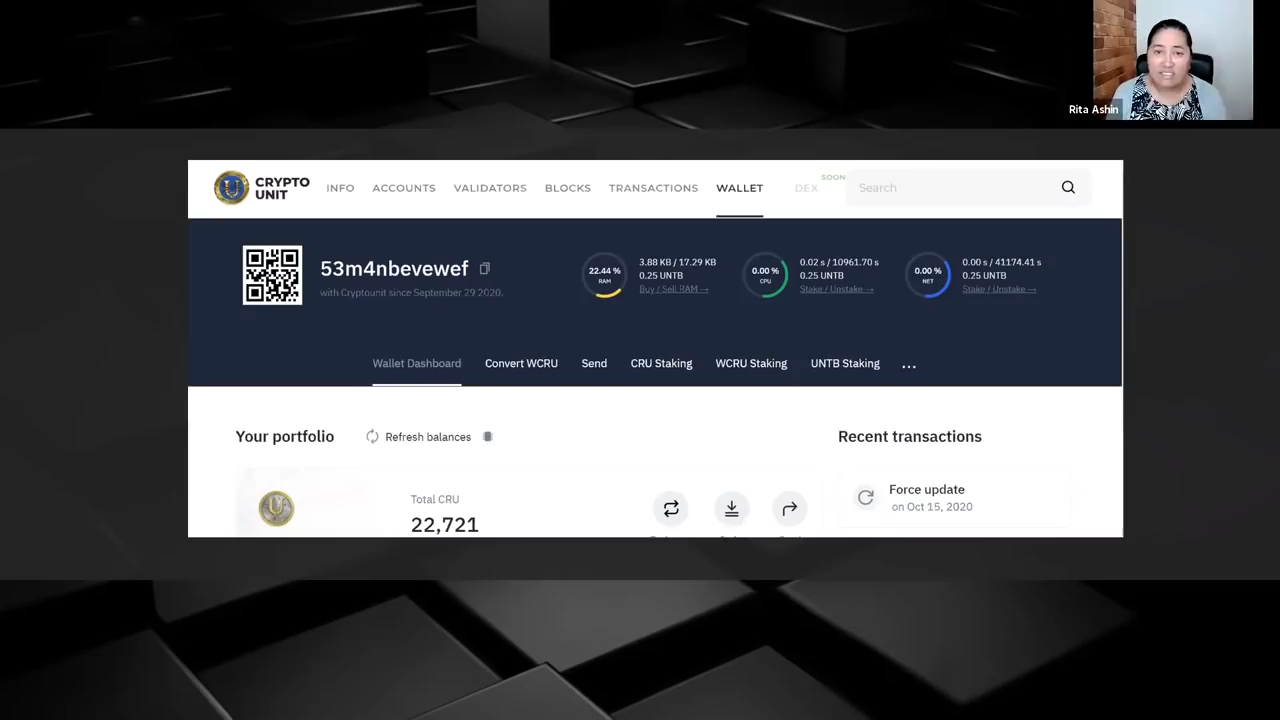 Rita Ashin
CRYPTO
UNIT
INFO ACCOUNTS VALIDATORS BLOCKS TRANSACTIONS WALLET DEX SOON Search
53m4nbevewef
with Cryptounit since September 29 2020.
22.44 %
RAM
3.88 KB / 17.29 KB
0.25 UNTB
Buy / Sell RAM →
0.00 %
CPU
0.02 s / 10961.70 s
0.25 UNTB
Stake / Unstake →
0.00 %
NET
0.00 s / 41174.41 s
0.25 UNTB
Stake / Unstake →
Wallet Dashboard Convert WCRU Send CRU Staking WCRU Staking UNTB Staking ...
Your portfolio Refresh balances
Recent transactions
Total CRU
22,721
Force update
on Oct 15, 2020